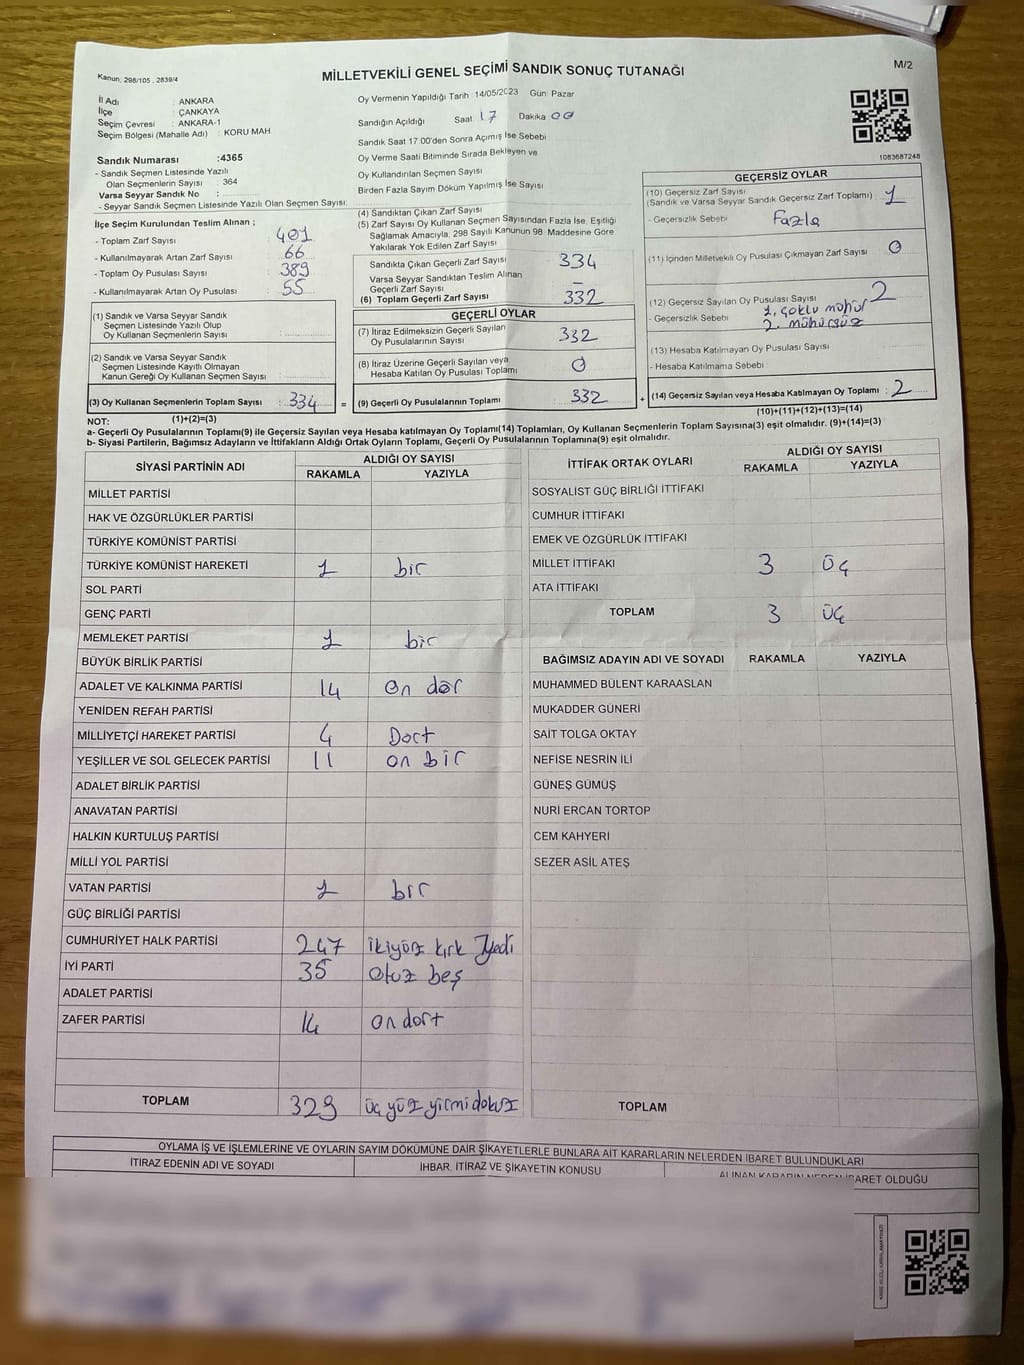 Kanun; 298/105 , 2839/4
MİLLETVEKİLİ GENEL SEÇİMİ SANDIK SONUÇ TUTANAĞI
M/2
İl Adı : ANKARA
İlçe : ÇANKAYA
Seçim Çevresi : ANKARA-1
Seçim Bölgesi (Mahalle Adı) : KORU MAH
Sandık Numarası :4365
- Sandık Seçmen Listesinde Yazılı
Olan Seçmenlerin Sayısı : 364
Varsa Seyyar Sandık No :
- Seyyar Sandık Seçmen Listesinde Yazılı Olan Seçmen Sayısı:
Oy Vermenin Yapıldığı Tarih :14/05/2023 Gün: Pazar
Sandığın Açıldığı Saat 17 Dakika 00
Sandık Saat 17.00'den Sonra Açımış İse Sebebi
Oy Verme Saati Bitiminde Sırada Bekleyen ve
Oy Kullandırılan Seçmen Sayısı
Birden Fazla Sayım Döküm Yapılmış İse Sayısı
1083687248
İlçe Seçim Kurulundan Teslim Alınan ;
- Toplam Zarf Sayısı 401
- Kullanılmayarak Artan Zarf Sayısı 66
- Toplam Oy Pusulası Sayısı 389
- Kullanılmayarak Artan Oy Pusulası 55
(1) Sandık ve Varsa Seyyar Sandık
Seçmen Listesinde Yazılı Olup
Oy Kullanan Seçmenlerin Sayısı :
(2) Sandık ve Varsa Seyyar Sandık
Seçmen Listesinde Kayıtlı Olmayan
Kanun Gereği Oy Kullanan Seçmen Sayısı :
(3) Oy Kullanan Seçmenlerin Toplam Sayısı : 334 =
(4) Sandıktan Çıkan Zarf Sayısı
(5) Zarf Sayısı Oy Kullanan Seçmen Sayısından Fazla İse, Eşitliği
Sağlamak Amacıyla, 298 Sayılı Kanunun 98. Maddesine Göre
Yakılarak Yok Edilen Zarf Sayısı
Sandıkta Çıkan Geçerli Zarf Sayısı 334
Varsa Seyyar Sandıktan Teslim Alınan
Geçerli Zarf Sayısı –
(6) Toplam Geçerli Zarf Sayısı 332
GEÇERLİ OYLAR
(7) İtiraz Edilmeksizin Geçerli Sayılan
Oy Pusulalarının Sayısı 332
(8) İtiraz Üzerine Geçerli Sayılan veya
Hesaba Katılan Oy Pusulası Toplamı 0
(9) Geçerli Oy Pusulalarının Toplamı 332 +
GEÇERSİZ OYLAR
(10) Geçersiz Zarf Sayısı
(Sandık ve Varsa Seyyar Sandık Geçersiz Zarf Toplamı) : 1
- Geçersizlik Sebebi Fazla
(11) İçinden Milletvekili Oy Pusulası Çıkmayan Zarf Sayısı : 0
(12) Geçersiz Sayılan Oy Pusulası Sayısı 2
- Geçersizlik Sebebi 1. çoklu mühür
2. mühürsüz
(13) Hesaba Katılmayan Oy Pusulası Sayısı
- Hesaba Katılmama Sebebi
(14) Geçersiz Sayılan veya Hesaba Katılmayan Oy Toplamı : 2
NOT: (1)+(2)=(3)
(10)+(11)+(12)+(13)=(14)
a- Geçerli Oy Pusulalarının Toplamı(9) ile Geçersiz Sayılan veya Hesaba katılmayan Oy Toplamı(14) Toplamları, Oy Kullanan Seçmenlerin Toplam Sayısına(3) eşit olmalıdır. (9)+(14)=(3)
b- Siyasi Partilerin, Bağımsız Adayların ve İttifakların Aldığı Ortak Oyların Toplamı, Geçerli Oy Pusulalarının Toplamına(9) eşit olmalıdır.
SİYASİ PARTİNİN ADI ALDIĞI OY SAYISI
RAKAMLA YAZIYLA
MİLLET PARTİSİ
HAK VE ÖZGÜRLÜKLER PARTİSİ
TÜRKİYE KOMÜNİST PARTİSİ
TÜRKİYE KOMÜNİST HAREKETİ 1 bir
SOL PARTİ
GENÇ PARTİ
MEMLEKET PARTİSİ 1 bir
BÜYÜK BİRLİK PARTİSİ
ADALET VE KALKINMA PARTİSİ 14 on dör
YENİDEN REFAH PARTİSİ
MİLLİYETÇİ HAREKET PARTİSİ 4 Dort
YEŞİLLER VE SOL GELECEK PARTİSİ 11 on bir
ADALET BİRLİK PARTİSİ
ANAVATAN PARTİSİ
HALKIN KURTULUŞ PARTİSİ
MİLLİ YOL PARTİSİ
VATAN PARTİSİ 1 bir
GÜÇ BİRLİĞİ PARTİSİ
CUMHURİYET HALK PARTİSİ 247 ikiyüz kırk yedi
İYİ PARTİ 35 otuz beş
ADALET PARTİSİ
ZAFER PARTİSİ 14 on dort
TOPLAM 329 üç yüz yirmi dokuz
İTTİFAK ORTAK OYLARI ALDIĞI OY SAYISI
RAKAMLA YAZIYLA
SOSYALİST GÜÇ BİRLİĞİ İTTİFAKI
CUMHUR İTTİFAKI
EMEK VE ÖZGÜRLÜK İTTİFAKI
MİLLET İTTİFAKI 3 üç
ATA İTTİFAKI
TOPLAM 3 üç
BAĞIMSIZ ADAYIN ADI VE SOYADI RAKAMLA YAZIYLA
MUHAMMED BÜLENT KARAASLAN
MUKADDER GÜNERİ
SAİT TOLGA OKTAY
NEFİSE NESRİN İLİ
GÜNEŞ GÜMÜŞ
NURİ ERCAN TORTOP
CEM KAHYERİ
SEZER ASİL ATEŞ
TOPLAM
OYLAMA İŞ VE İŞLEMLERİNE VE OYLARIN SAYIM DÖKÜMÜNE DAİR ŞİKAYETLERLE BUNLARA AİT KARARLARIN NELERDEN İBARET BULUNDUKLARI
İTİRAZ EDENİN ADI VE SOYADI
İHBAR, İTİRAZ VE ŞİKAYETİN KONUSU
ALINAN KARARIN NEDEN İBARET OLDUĞU